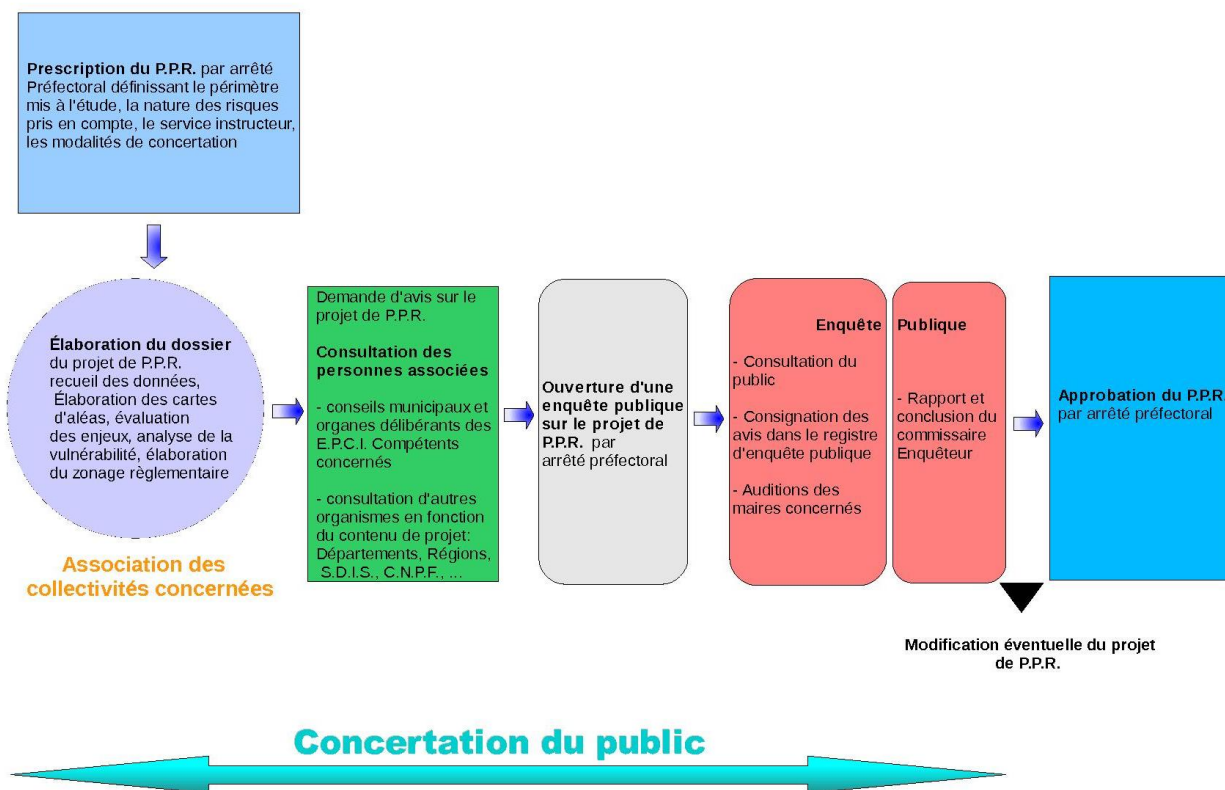 Prescription du P.P.R. par arrêté
Préfectoral définissant le périmètre
mis à l'étude, la nature des risques
pris en compte, le service instructeur,
les modalités de concertation
Élaboration du dossier
du projet de P.P.R.
recueil des données,
Élaboration des cartes
d'aléas, évaluation
des enjeux, analyse de la
vulnérabilité, élaboration
du zonage règlementaire
Association des
collectivités concernées
Demande d'avis sur le
projet de P.P.R.
Consultation des
personnes associées
- conseils municipaux et
organes délibérants des
E.P.C.I. Compétents
concernés
- consultation d'autres
organismes en fonction
du contenu de projet:
Départements, Régions,
S.D.I.S., C.N.P.F., ...
Ouverture d'une
enquête publique
sur le projet de
P.P.R. par
arrêté préfectoral
Enquête
- Consultation du
public
- Consignation des
avis dans le registre
d'enquête publique
- Auditions des
maires concernés
Publique
- Rapport et
conclusion du
commissaire
Enquêteur
Approbation du P.P.R.
par arrêté préfectoral
Modification éventuelle du projet
de P.P.R.
Concertation du public